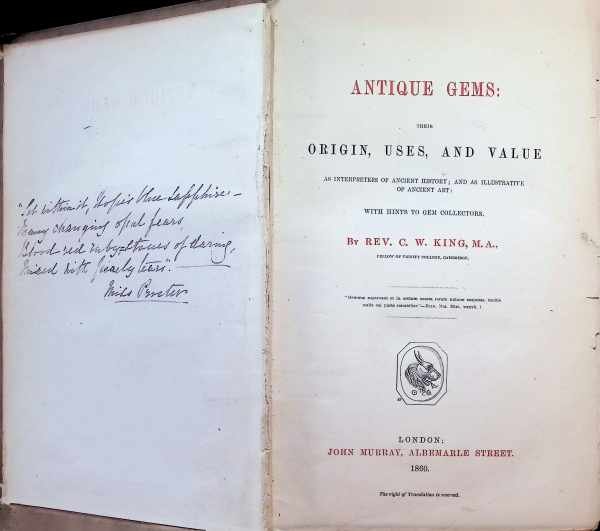 "Set within it, Hope's blue Sapphire –
Many changing opal fears
Blood red ruby stones of daring,
Mixed with pearly tears".
Miss Procter
ANTIQUE GEMS:
THEIR
ORIGIN, USES, AND VALUE
AS INTERPRETERS OF ANCIENT HISTORY; AND AS ILLUSTRATIVE
OF ANCIENT ART:
WITH HINTS TO GEM COLLECTORS.
BY REV. C. W. KING, M.A.,
FELLOW OF TRINITY COLLEGE, CAMBRIDGE.
LONDON:
JOHN MURRAY, ALBEMARLE STREET.
1860.
The right of Translation is reserved.